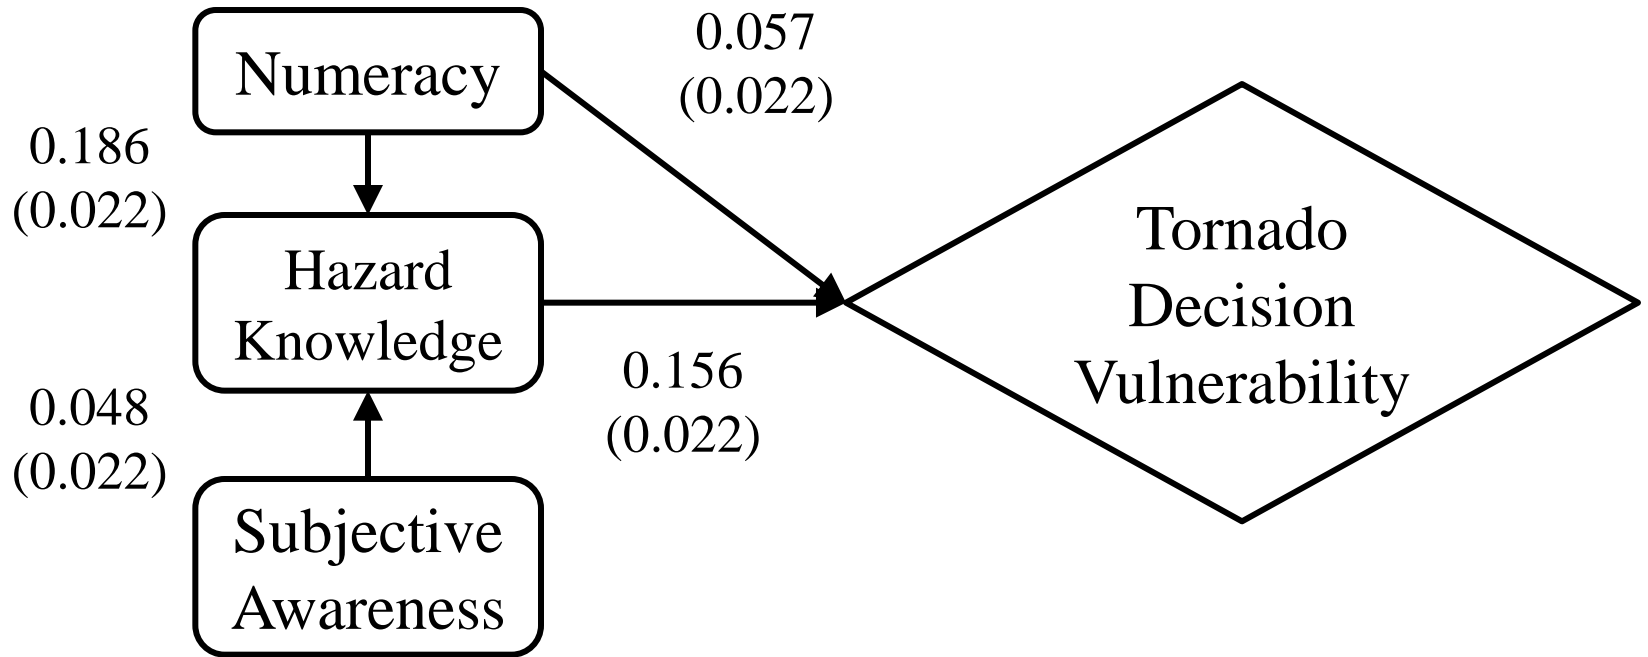 Numeracy
0.057
(0.022)
0.186
(0.022)
Hazard
Knowledge
Tornado
Decision
Vulnerability
0.156
(0.022)
0.048
(0.022)
Subjective
Awareness